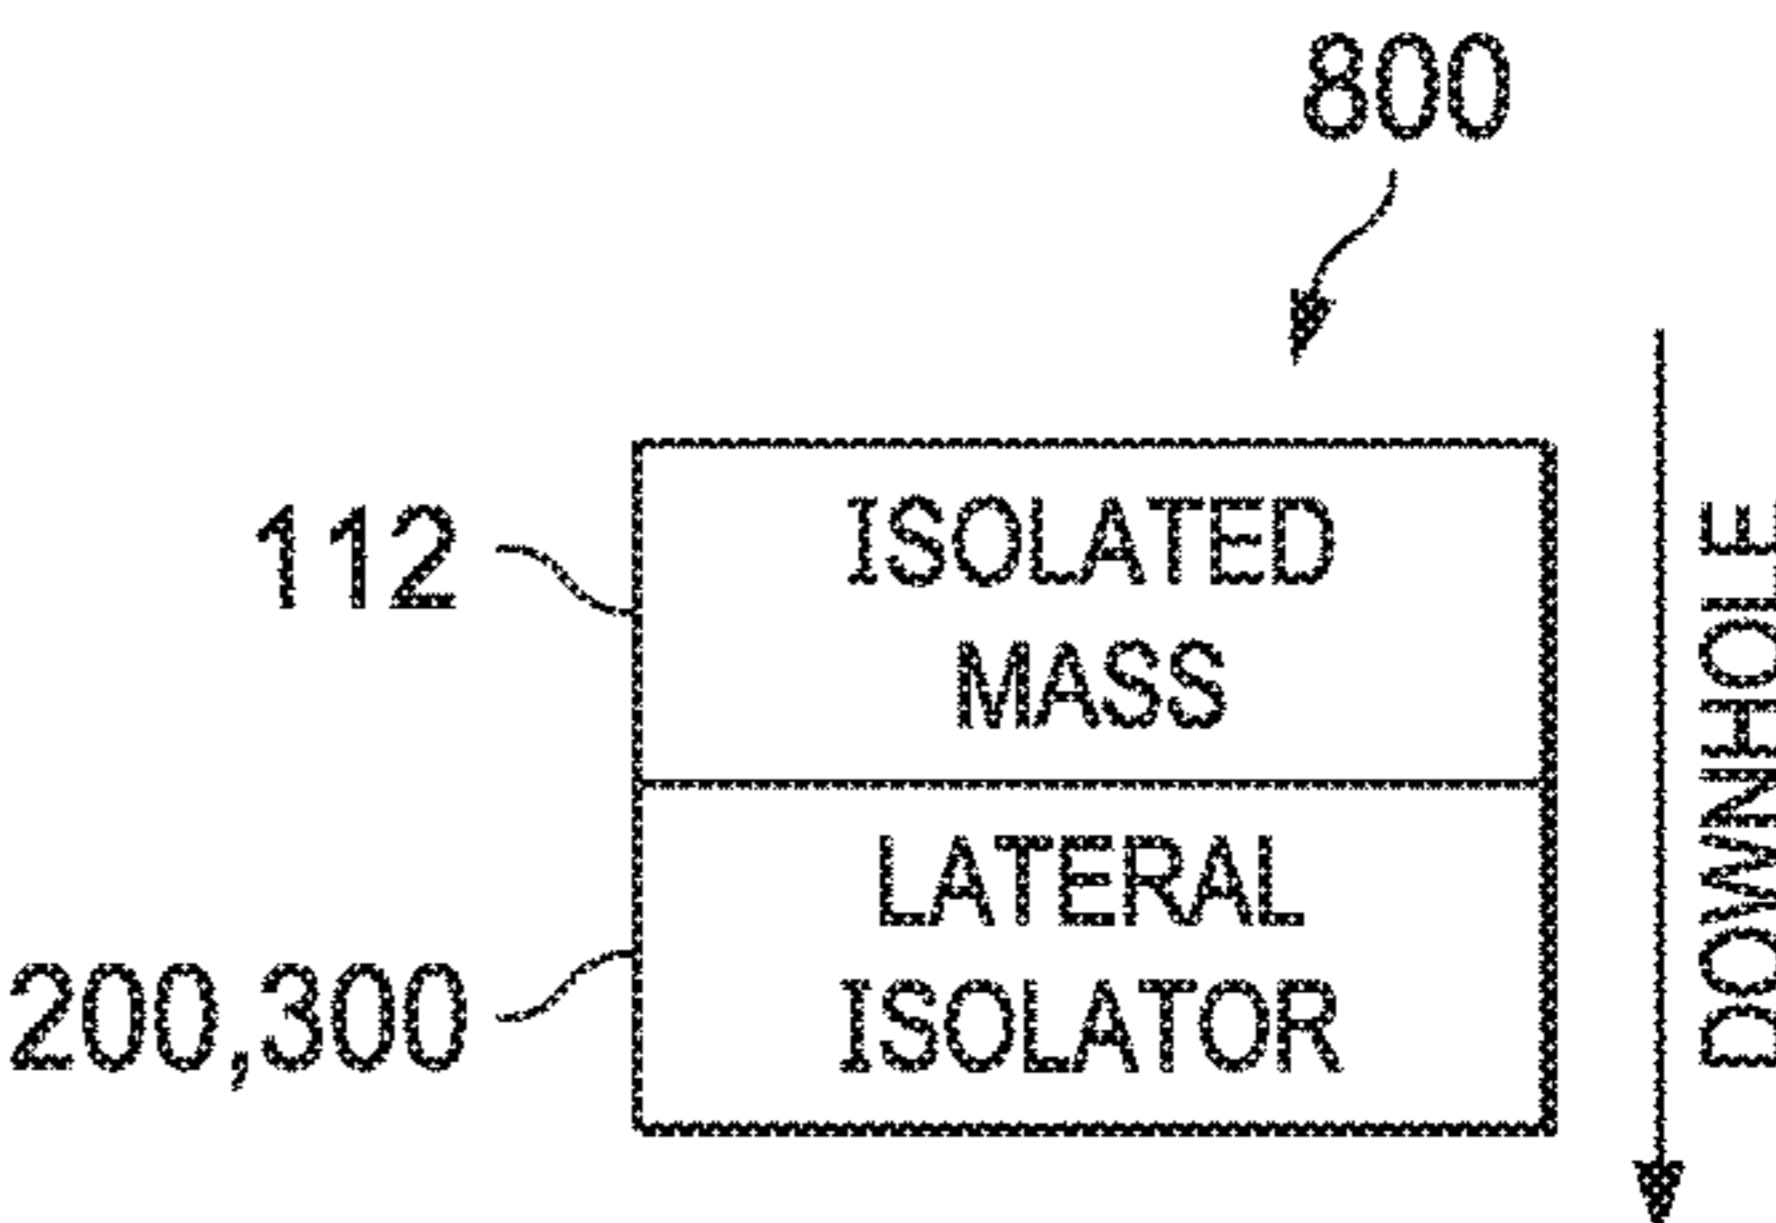 800
112
ISOLATED
MASS
200,300
LATERAL
ISOLATOR
DOWNHOLE